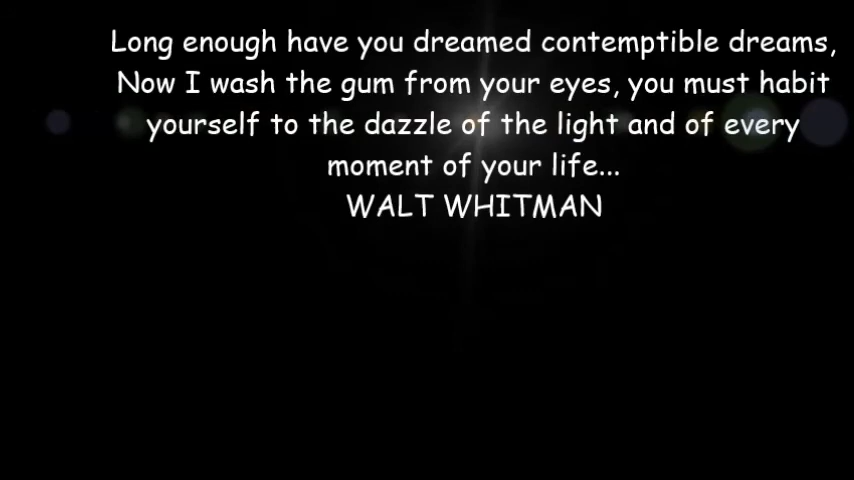 Long enough have you dreamed contemptible dreams,
Now I wash the gum from your eyes, you must habit
yourself to the dazzle of the light and of every
moment of your life...
WALT WHITMAN